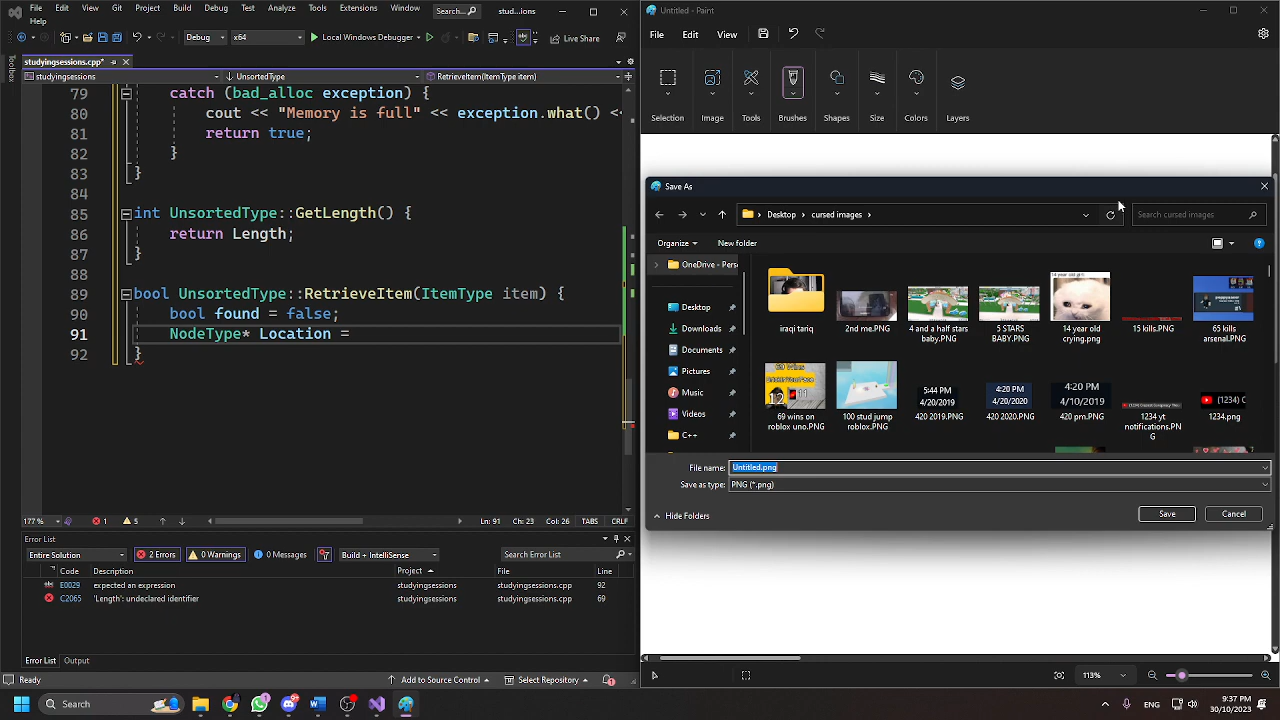 File Edit View Git Project Build Debug Test Analyze Tools Extensions Window Search... stud...ions
Help
Debug x64 Local Windows Debugger Live Share
Toolbox
studyingsessions.cpp*
studyingsessions UnsortedType RetrieveItem(ItemType item)
79 catch (bad_alloc exception) {
80 cout << "Memory is full" << exception.what() <<
81 return true;
82 }
83 }
84
85 int UnsortedType::GetLength() {
86 return Length;
87 }
88
89 bool UnsortedType::RetrieveItem(ItemType item) {
90 bool found = false;
91 NodeType* Location =
92 }
177 % 1 5 Ln: 91 Ch: 23 Col: 26 TABS CRLF
Error List
Entire Solution 2 Errors 0 Warnings 0 Messages Build + IntelliSense Search Error List
Code Description Project File Line
abc E0029 expected an expression studyingsessions studyingsessions.cpp 92
C2065 'Length': undeclared identifier studyingsessions studyingsessions.cpp 69
Error List Output
Ready Add to Source Control Select Repository
Untitled - Paint
File Edit View
Selection Image Tools Brushes Shapes Size Colors Layers
Save As
Desktop cursed images Search cursed images
Organize New folder
OneDrive - Pers
Desktop
Downloads
Documents
Pictures
Music
Videos
C++
14 year old girl:
iraqi tariq 2nd me.PNG 4 and a half stars baby.PNG 5 STARS BABY.PNG 14 year old crying.png 15 kills.PNG 65 kills arsenal.PNG
12 11 5:44 PM 4/20/2019 4:20 PM 4/20/2020 4:20 PM 4/10/2019 (1234) C
69 wins on roblox uno.PNG 100 stud jump roblox.PNG 420 2019.PNG 420 2020.PNG 420 pm.PNG 1234 yt notifications.PNG 1234.png
File name: Untitled.png
Save as type: PNG (*.png)
Hide Folders Save Cancel
113%
Search
ENG 9:37 PM
30/10/2023